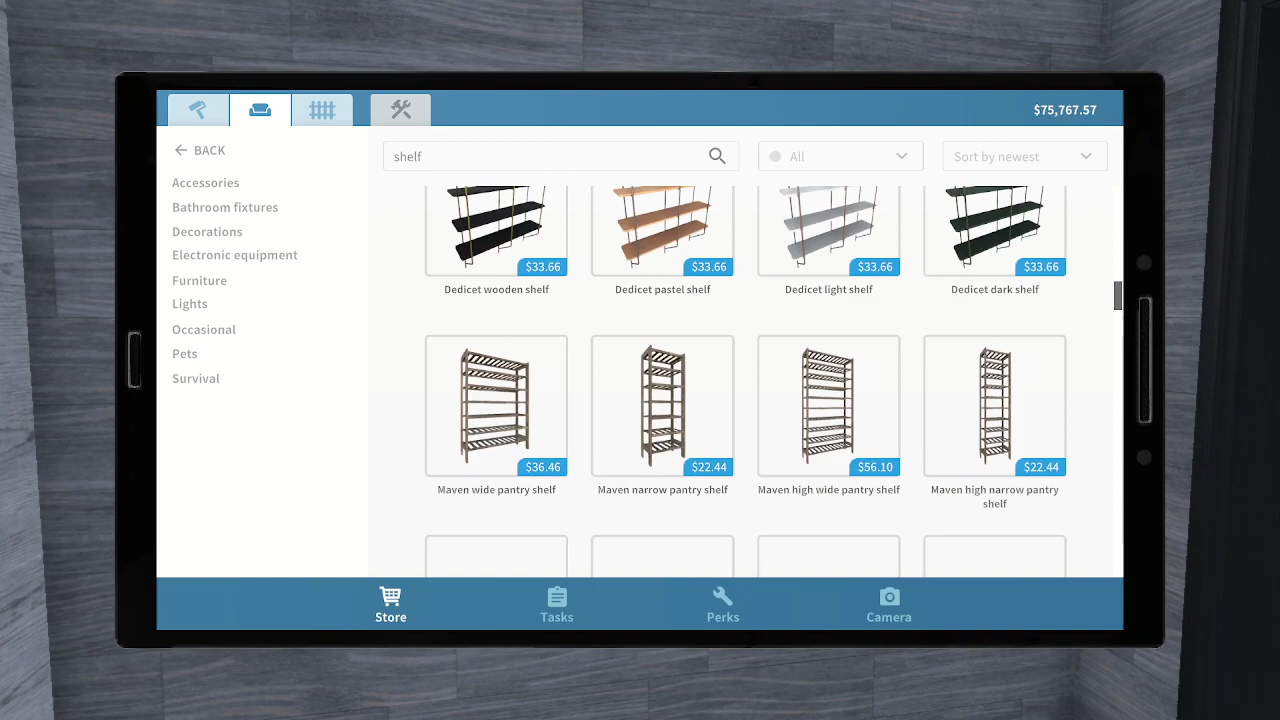 $75,767.57
BACK
shelf
All
Sort by newest
Accessories
Bathroom fixtures
Decorations
Electronic equipment
Furniture
Lights
Occasional
Pets
Survival
$33.66
$33.66
$33.66
$33.66
Dedicet wooden shelf
Dedicet pastel shelf
Dedicet light shelf
Dedicet dark shelf
$36.46
$22.44
$56.10
$22.44
Maven wide pantry shelf
Maven narrow pantry shelf
Maven high wide pantry shelf
Maven high narrow pantry
shelf
Store
Tasks
Perks
Camera